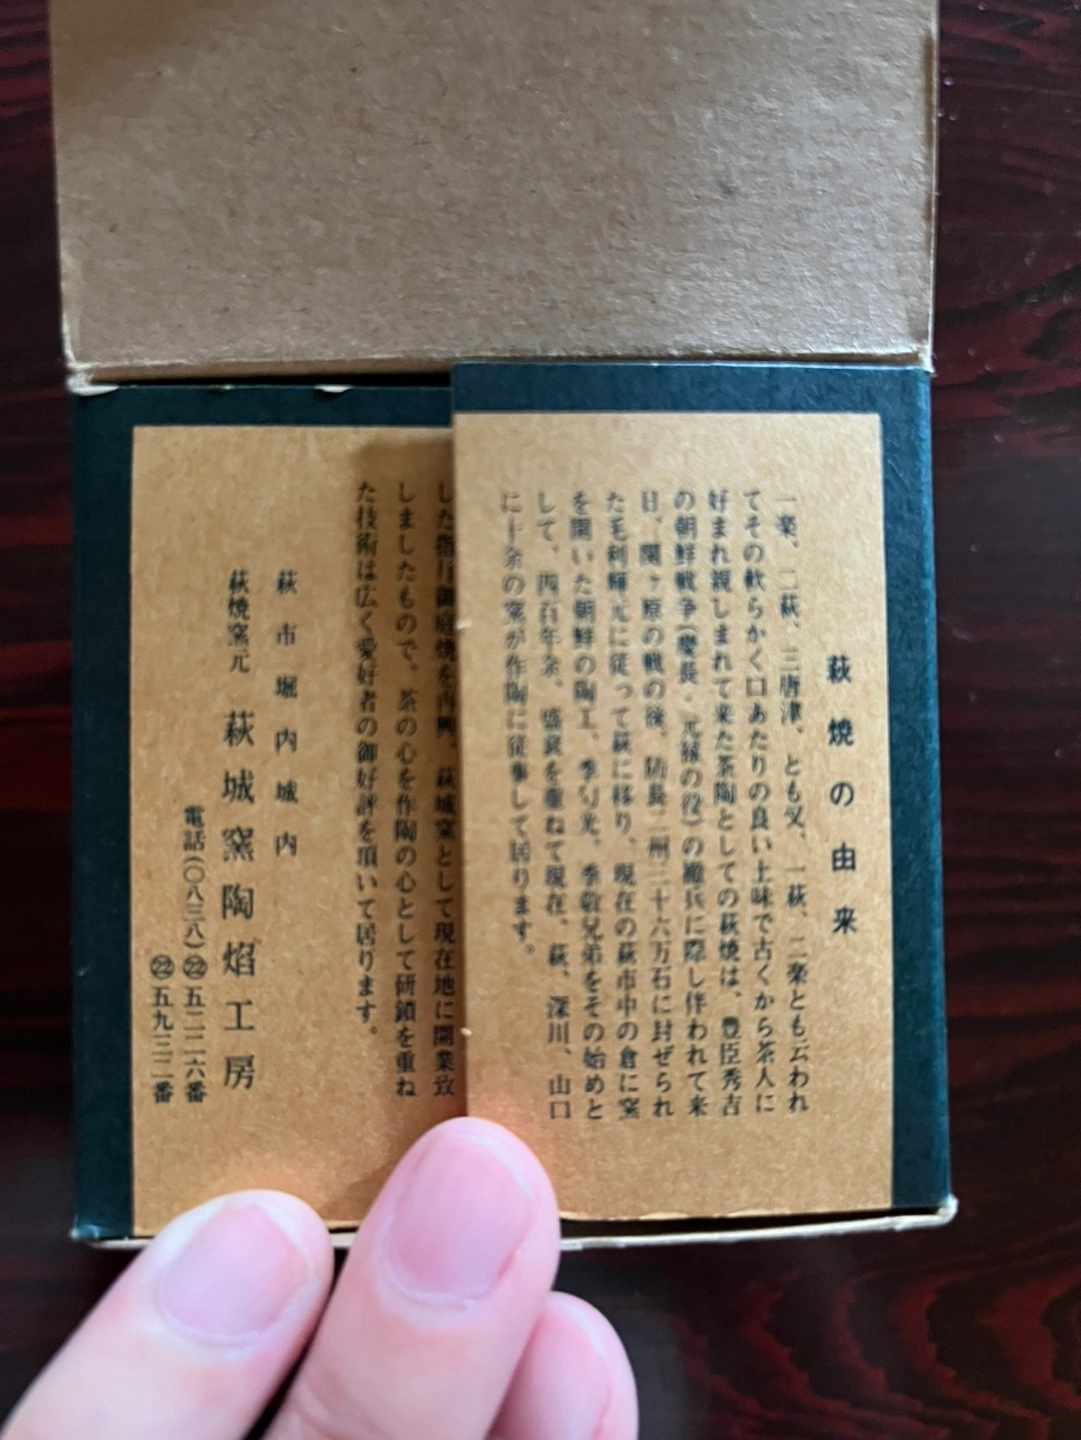 萩焼の由来
一楽、二萩、三唐津、とも又、一萩、二楽とも云われ
てその軟らかく口あたりの良い土味で古くから茶人に
好まれ親しまれて来た茶陶としての萩焼は、豊臣秀吉
の朝鮮戦争(慶長・元禄の役)の撤兵に際し伴われて来
日、関ヶ原の戦の後、防長二州三十六万石に封ぜられ
た毛利輝元に従って萩に移り、現在の萩市中の倉に窯
を開いた朝鮮の陶工、李勺光、李敬兄弟をその始めと
して、四百年余、盛衰を重ねて現在、萩、深川、山口
に十余の窯が作陶に従事して居ります。
した指月御庭焼を再興、萩城窯として現在地に開業致
しましたもので、茶の心を作陶の心として研鎖を重ね
た技術は広く愛好者の御好評を頂いて居ります。
萩市堀内城内
萩焼窯元 萩城窯陶焰工房
電話(〇八三八)㉒五二二六番
㉒五九三二番